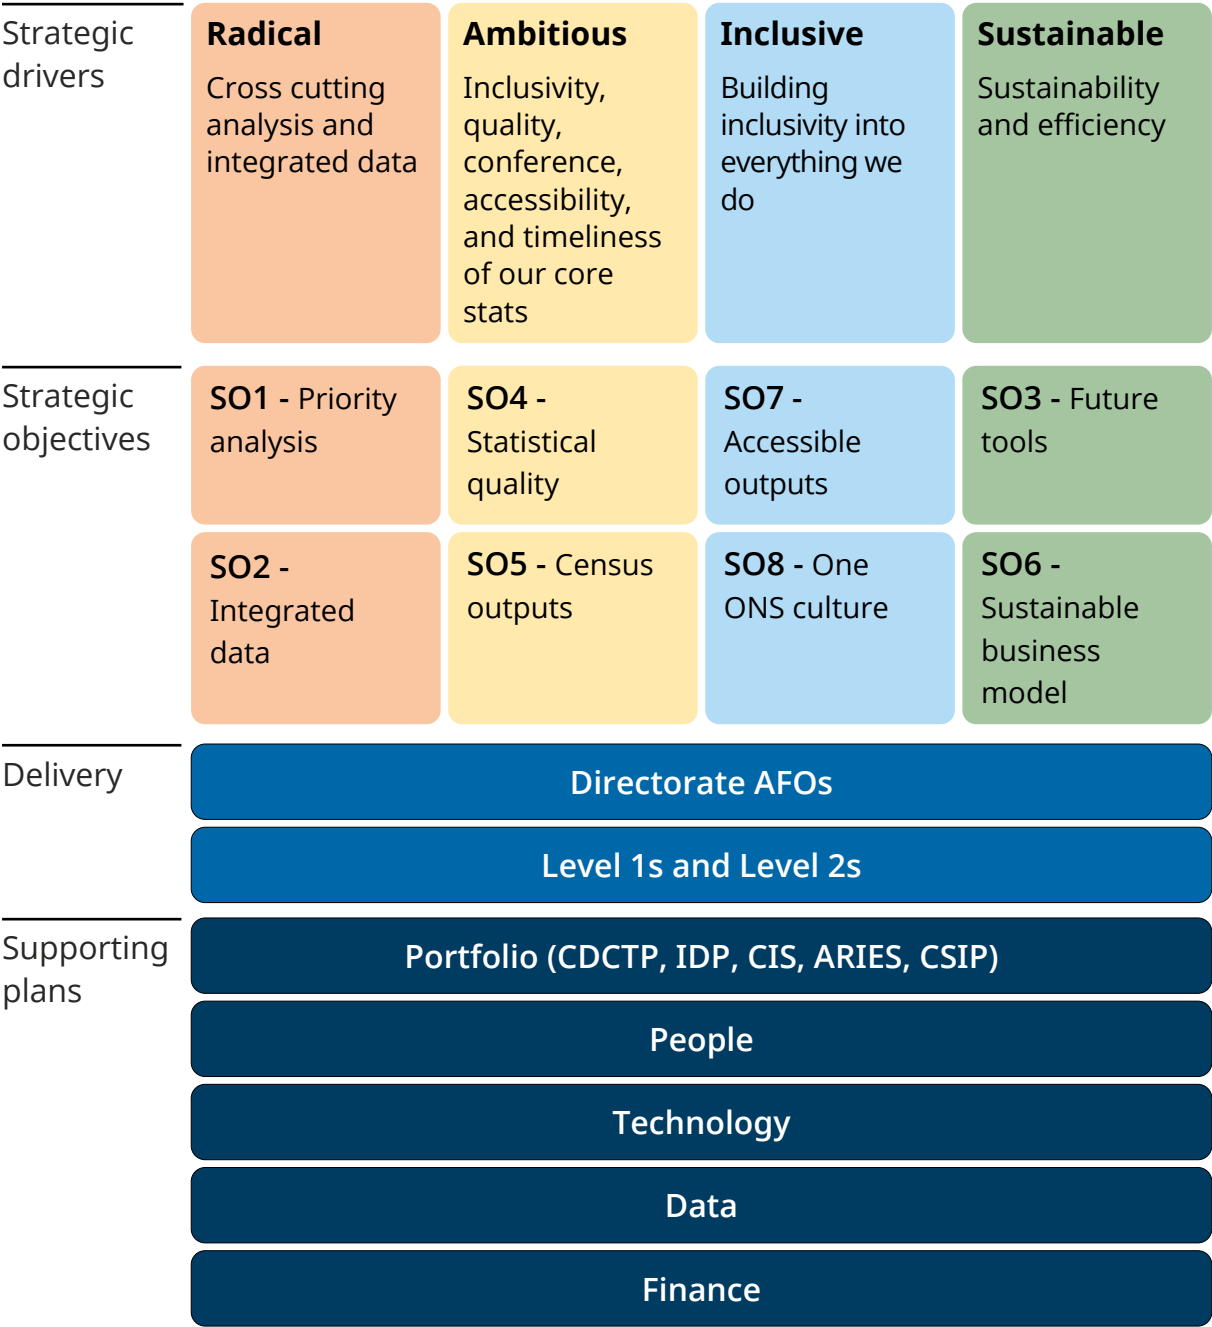 Strategic
drivers
Radical
Cross cutting
analysis and
integrated data
Ambitious
Inclusivity,
quality,
conference,
accessibility,
and timeliness
of our core
stats
Inclusive
Building
inclusivity into
everything we
do
Sustainable
Sustainability
and efficiency
Strategic
objectives
SO1 - Priority
analysis
SO4 -
Statistical
quality
SO7 -
Accessible
outputs
SO3 - Future
tools
SO2 -
Integrated
data
SO5 - Census
outputs
SO8 - One
ONS culture
SO6 -
Sustainable
business
model
Delivery
Directorate AFOs
Level 1s and Level 2s
Supporting
plans
Portfolio (CDCTP, IDP, CIS, ARIES, CSIP)
People
Technology
Data
Finance